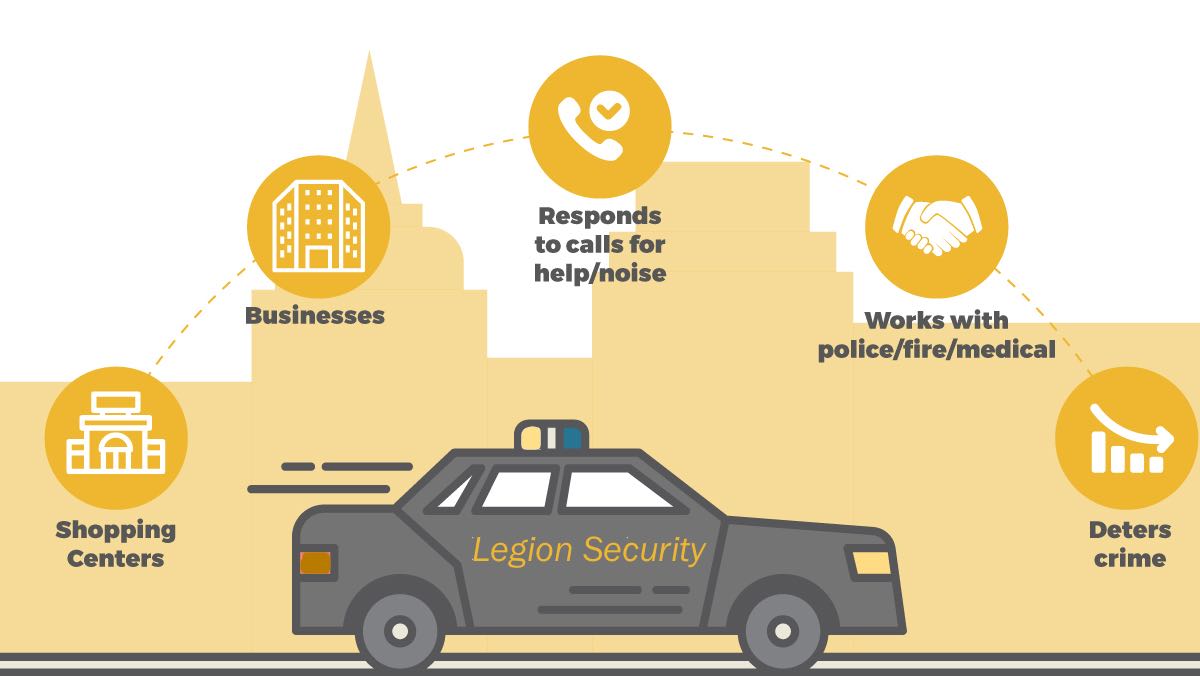 Responds
to calls for
help/noise
Businesses
Works with
police/fire/medical
Shopping
Centers
Deters
crime
Legion Security